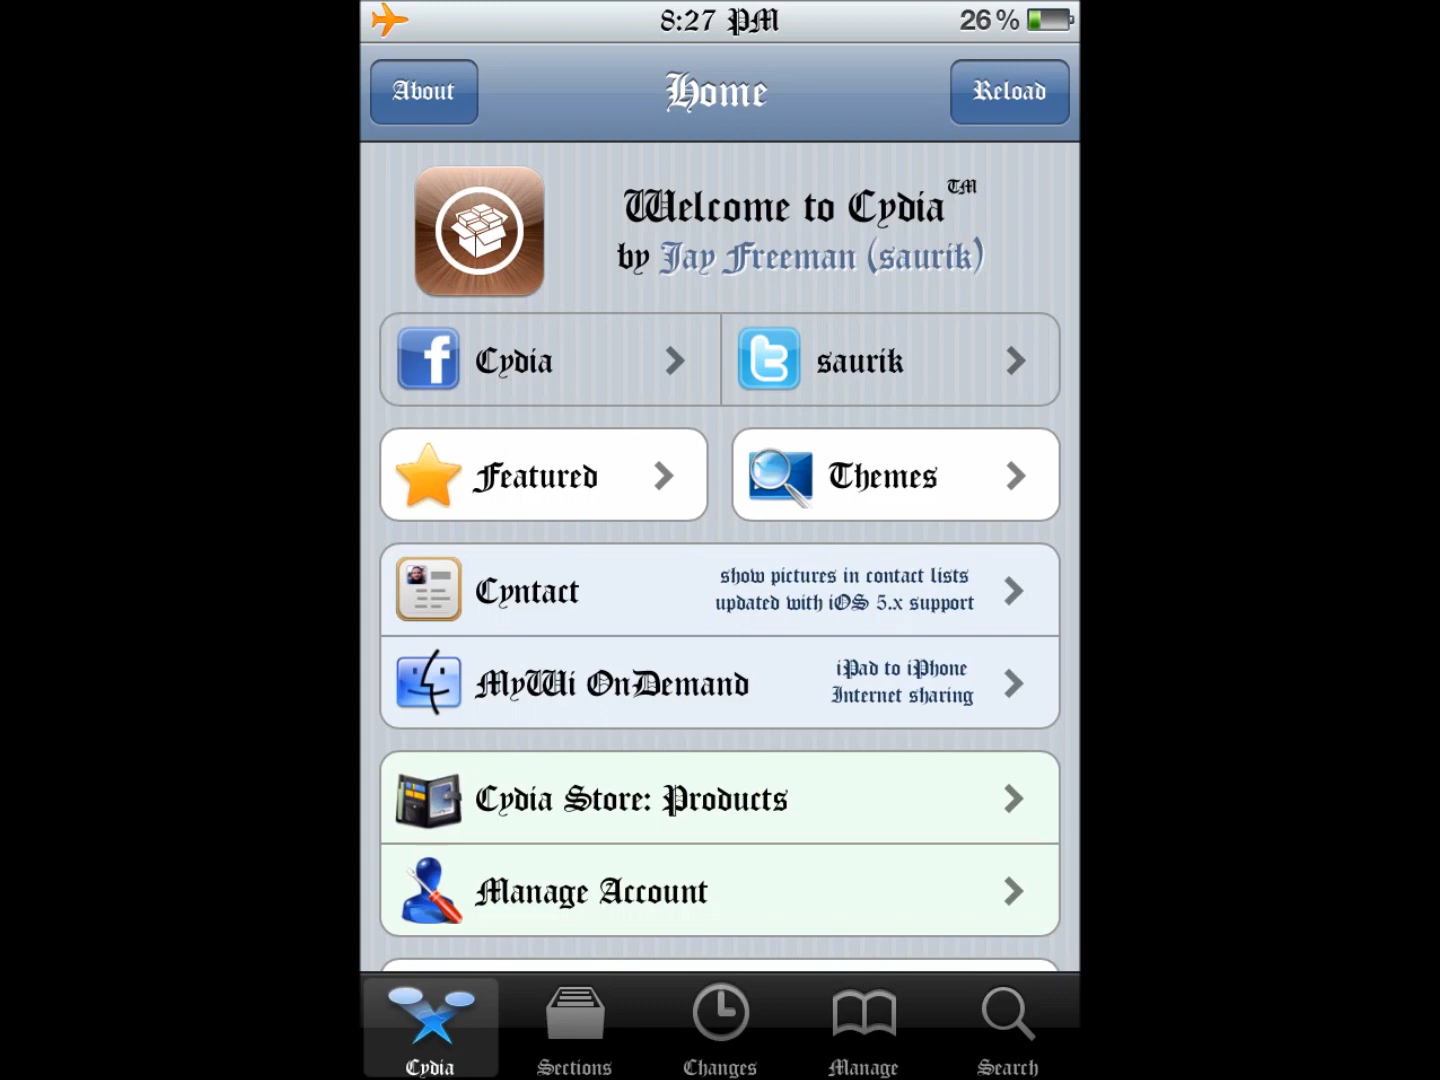 8:27 PM
26 %
About
Home
Reload
Welcome to Cydia™
by Jay Freeman (saurik)
Cydia
saurik
Featured
Themes
Cyntact
show pictures in contact lists
updated with iOS 5.x support
MyWi OnDemand
iPad to iPhone
Internet sharing
Cydia Store: Products
Manage Account
Cydia
Sections
Changes
Manage
Search